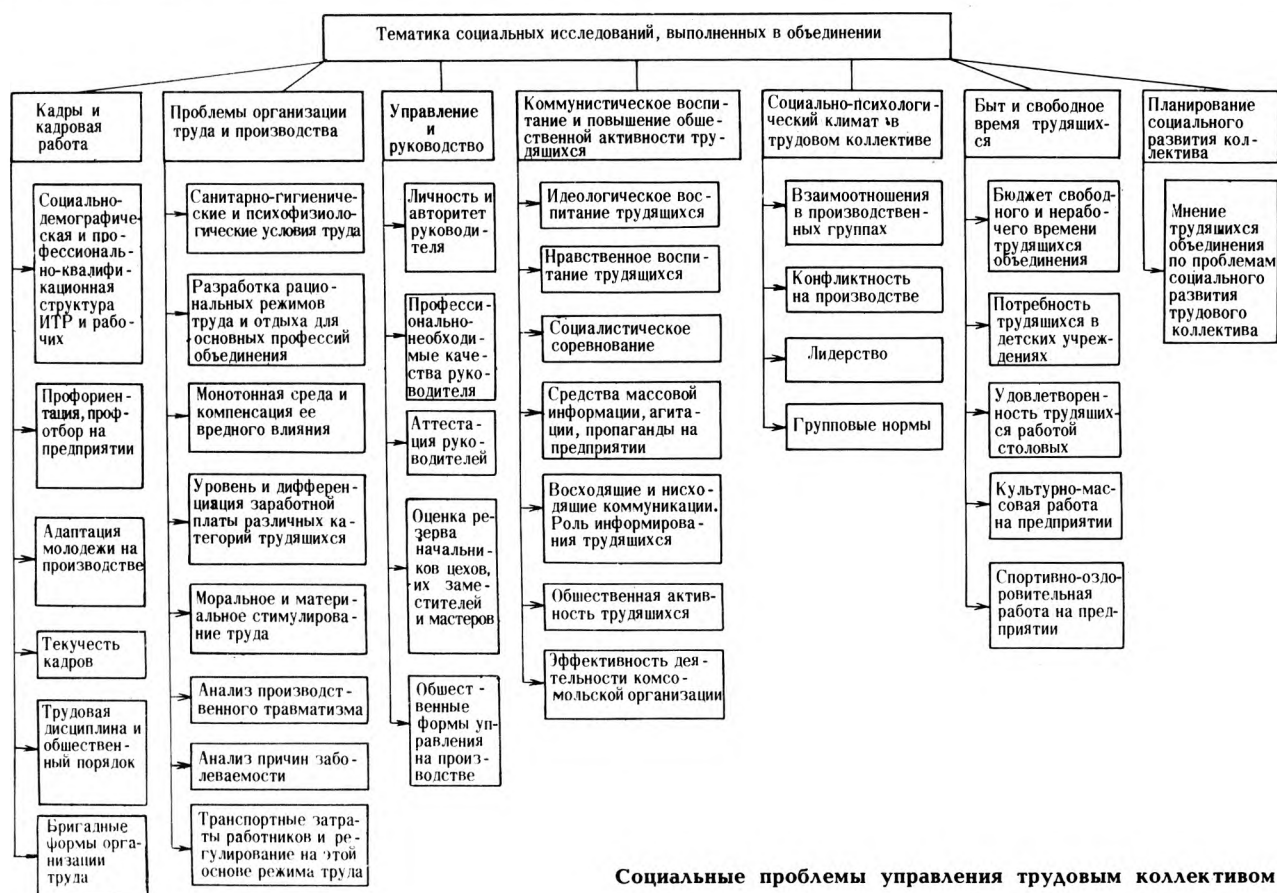 Тематика социальных исследований, выполненных в объединении
Кадры и
кадровая
работа
Социально-
демографиче-
ская и про-
фессиональ-
но-квалифи-
кационная
структура
ИТР и рабо-
чих
Профориен-
тация, проф-
отбор на
предприятии
Адаптация
молодежи на
производстве
Текучесть
кадров
Трудовая
дисциплина и
обшествен-
ный порядок
Бригадные
формы орга-
низации
труда
Проблемы организации
труда и производства
Санитарно-гигиениче-
ские и психофизиоло-
гические условия труда
Разработка рацио-
нальных режимов
труда и отдыха для
основных профессий
объединения
Монотонная среда и
компенсация ее
вредного влияния
Уровень и дифферен-
циация заработной
платы различных ка-
тегорий трудящихся
Моральное и матери-
альное стимулирова-
ние труда
Анализ производст-
венного травматизма
Анализ причин забо-
леваемости
Транспортные затра-
ты работников и ре-
гулирование на этой
основе режима труда
Управление
и
руководство
Личность и
авторитет
руководи-
теля
Профессио-
нально-
необходи-
мые каче-
ства руко-
водителя
Аттеста-
ция руко-
водителей
Оценка ре-
зерва
начальни-
ков цехов,
их заме-
стителей
и мастеров
Обшест-
венные
формы уп-
равления
на произ-
водстве
Коммунистическое воспи-
тание и повышение обше-
ственной активности тру-
дяшихся
Идеологическое вос-
питание трудящихся
Нравственное воспи-
тание трудящихся
Социалистическое
соревнование
Средства массовой
информации, агита-
ции, пропаганды на
предприятии
Восходяшие и нисхо-
дяшие коммуникации.
Роль информирова-
ния трудяшихся
Обшественная актив-
ность трудяшихся
Эффективность дея-
тельности комсо-
мольской организации
Социально-психологи-
ческий климат в
трудовом коллективе
Взаимоотношения
в производствен-
ных группах
Конфликтность
на производстве
Лидерство
Групповые нормы
Быт и свободное
время трудящих-
ся
Бюджет свобод-
ного и нерабо-
чего времени
трудящихся
объединения
Потребность
трудящихся в
детских учреж-
дениях
Удовлетворен-
ность трудяших-
ся работой
столовых
Культурно-мас-
совая работа
на предприятии
Спортивно-оздо-
ровительная
работа на пред-
приятии
Планирование
социального
развития кол-
лектива
Мнение
трудящихся
объединения
по проблемам
социального
развития
трудового
коллектива
Социальные проблемы управления трудовым коллективом